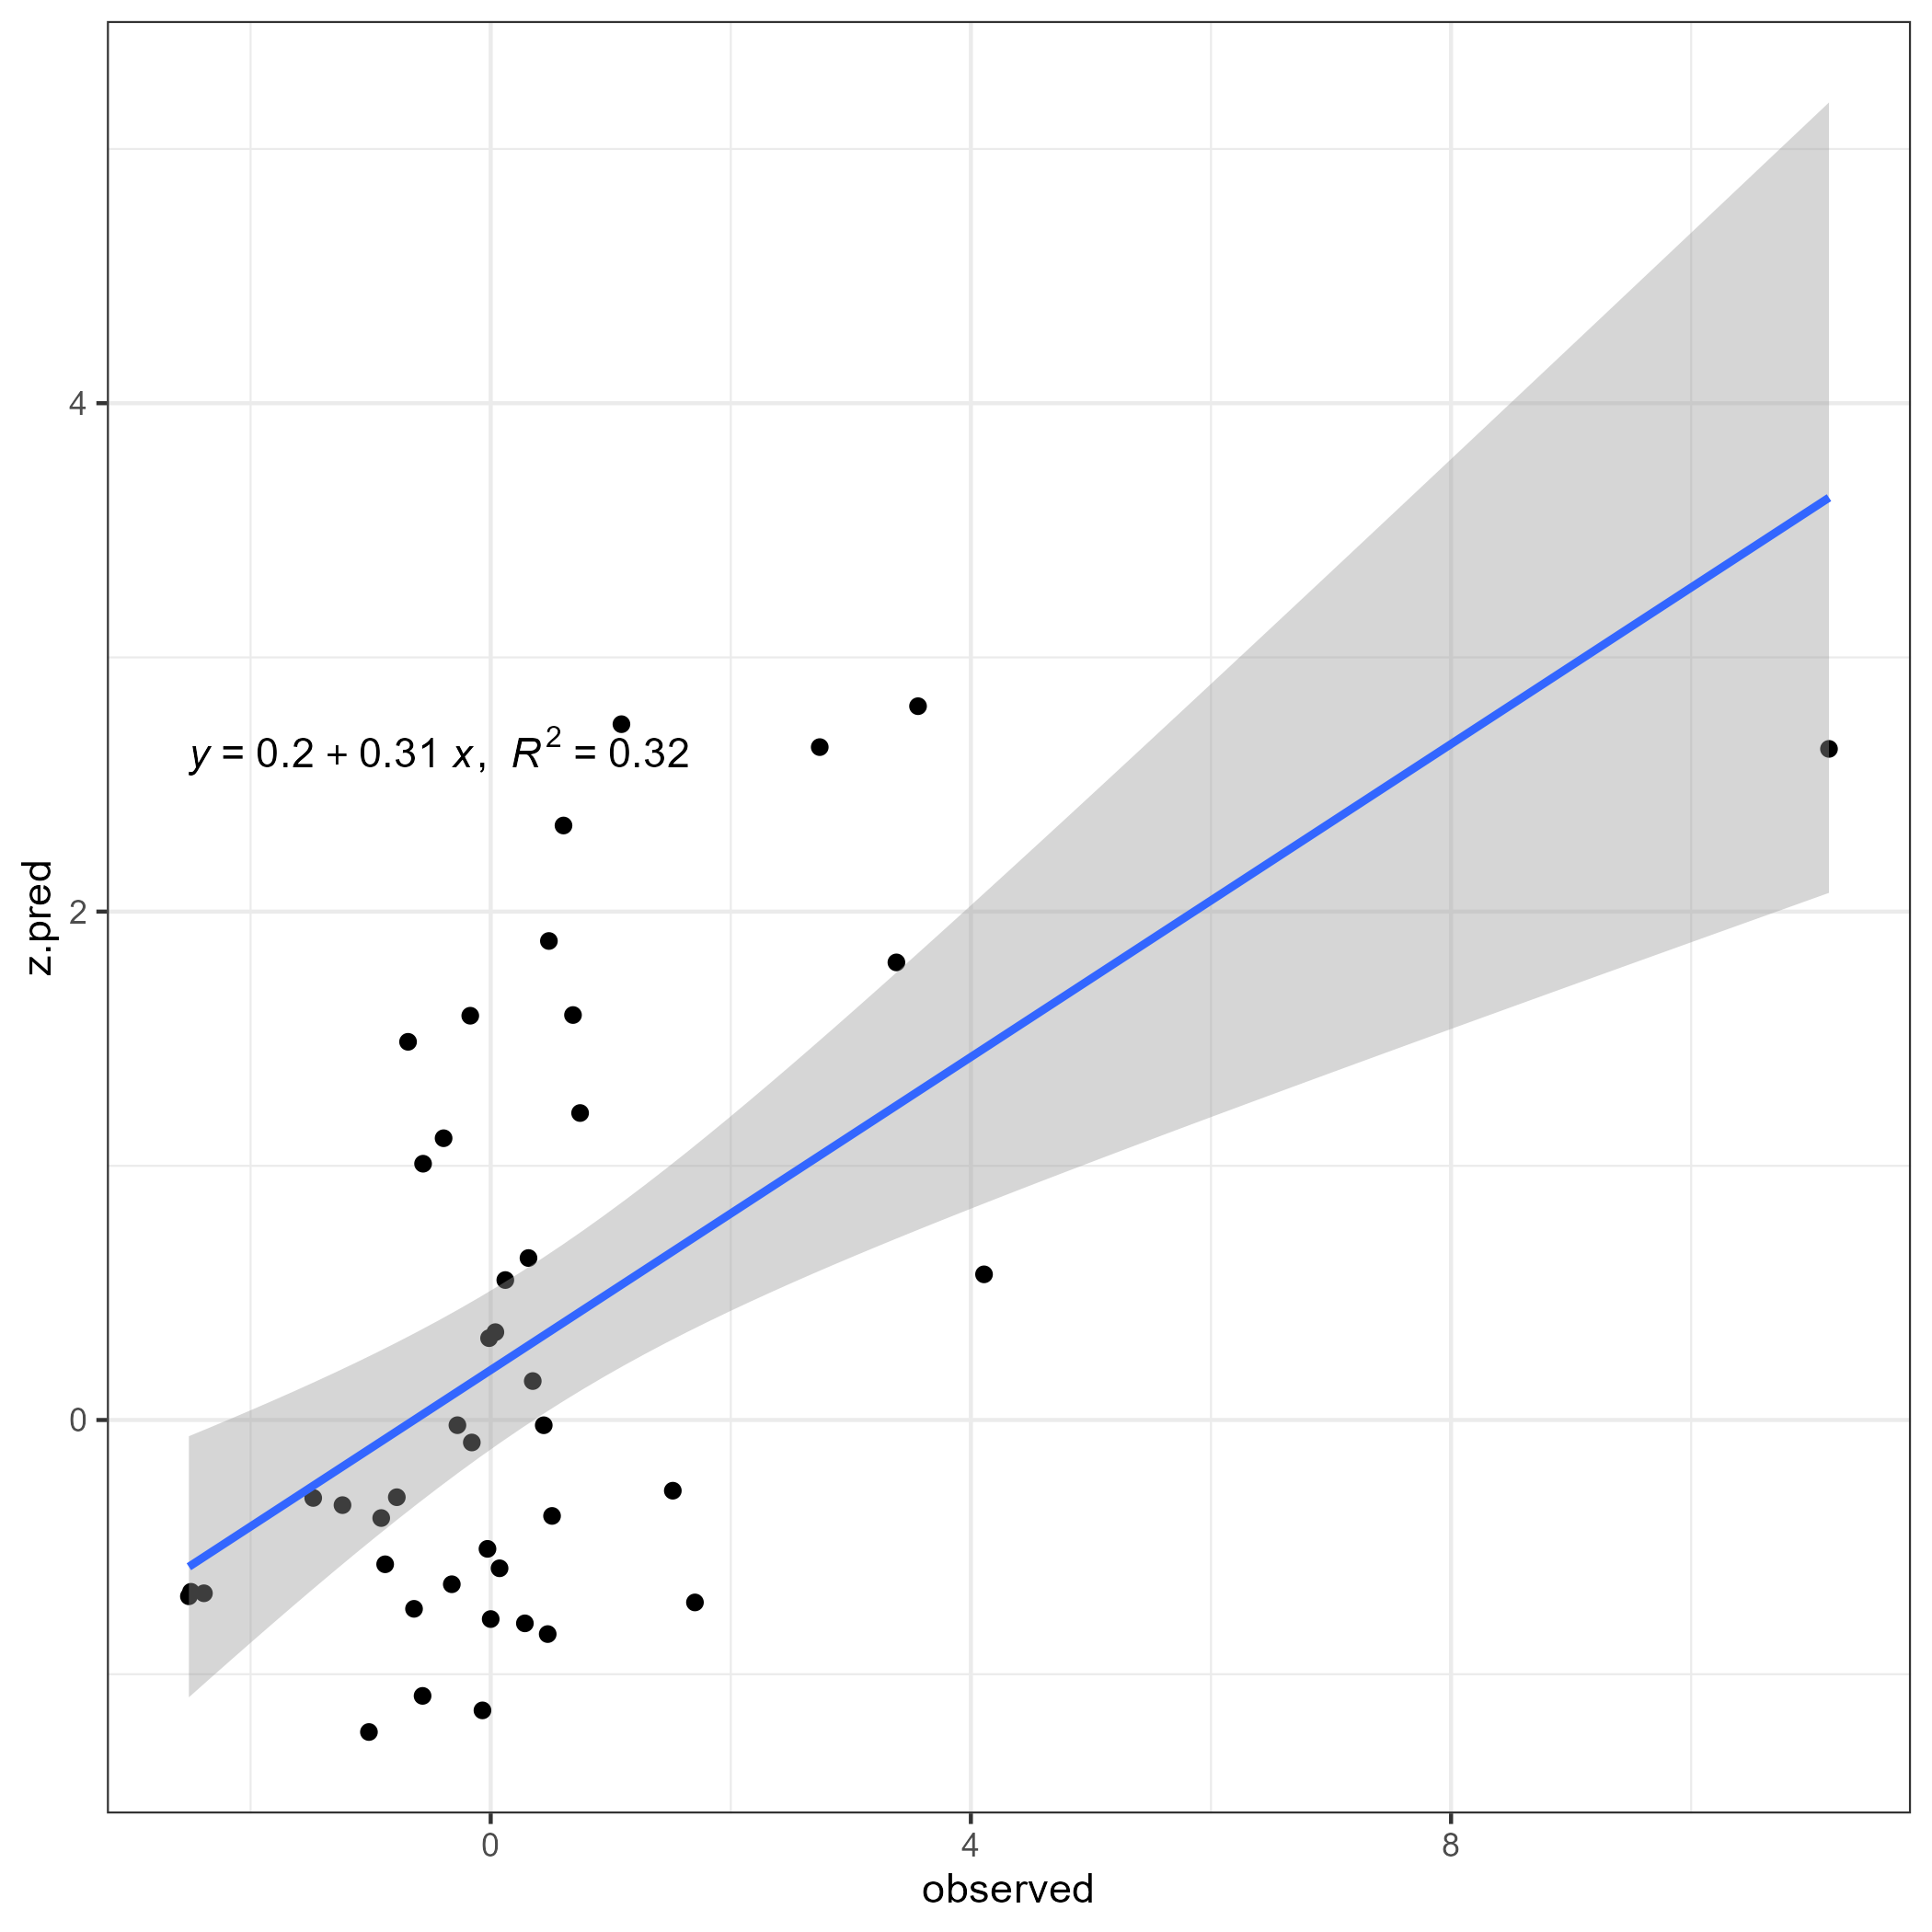 y = 0.2 + 0.31 x, R² = 0.32
z.pred
4
2
0
0 4 8
observed